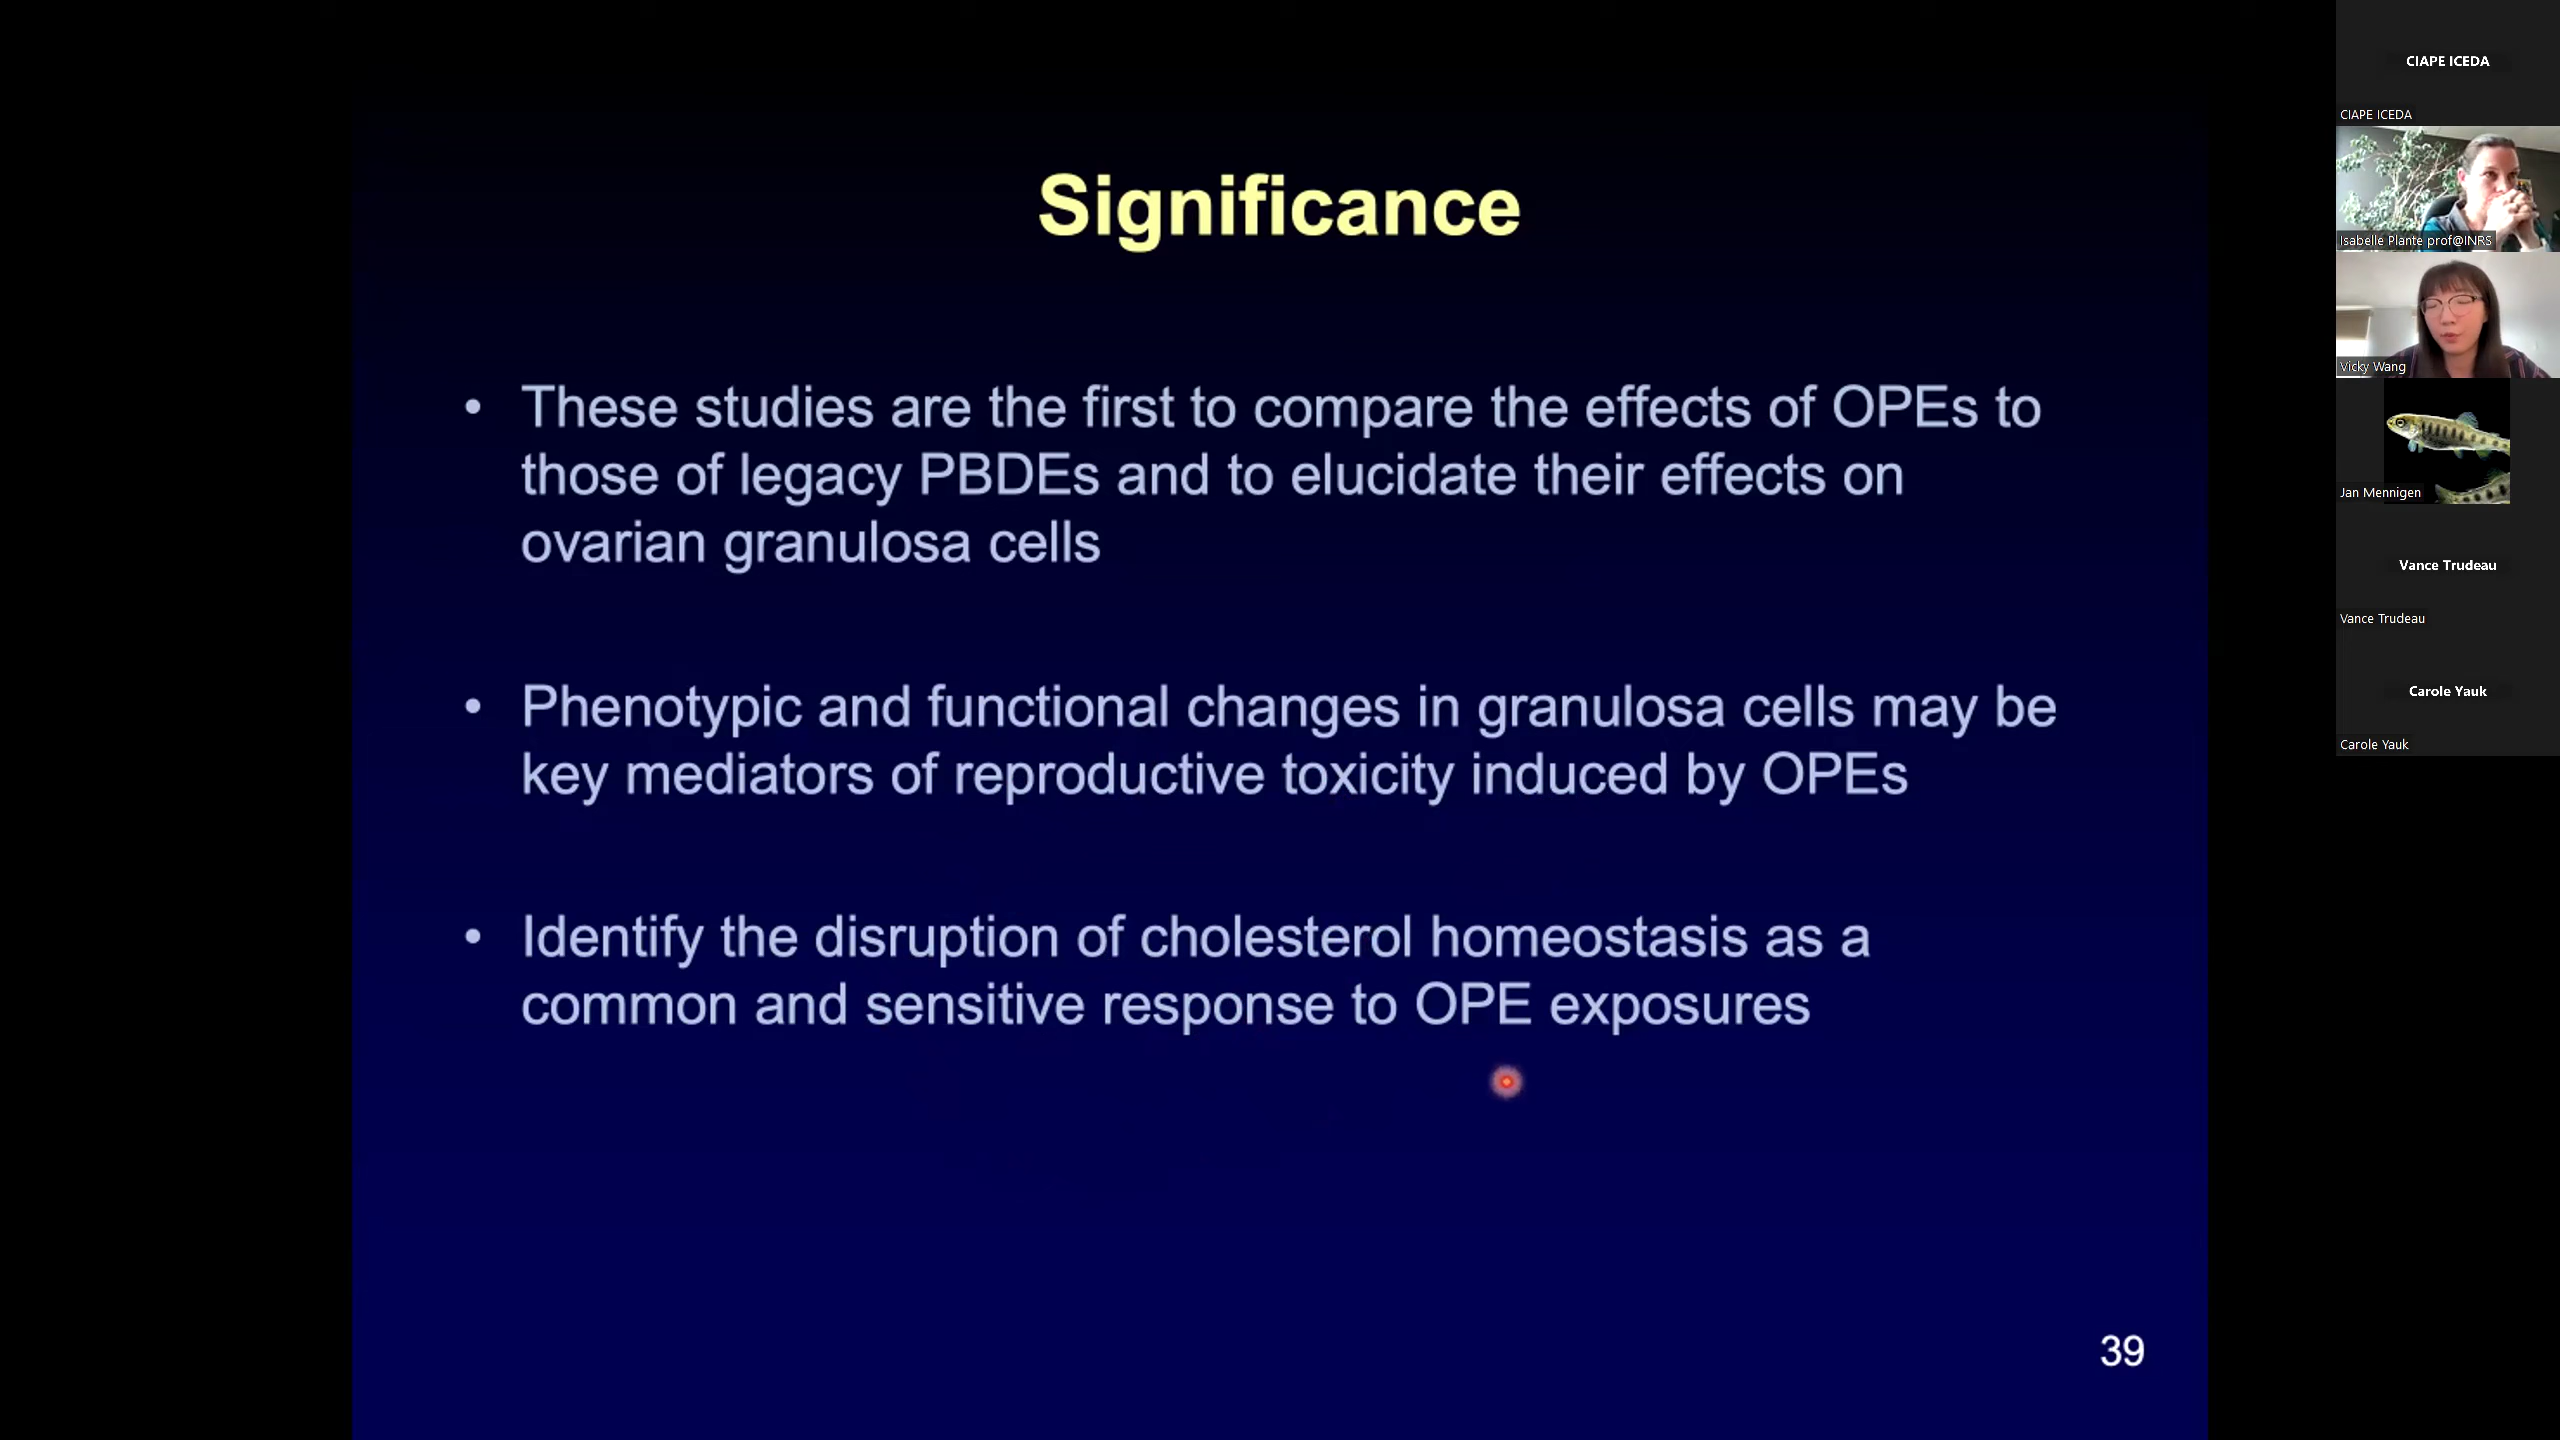 Significance
• These studies are the first to compare the effects of OPEs to
those of legacy PBDEs and to elucidate their effects on
ovarian granulosa cells
• Phenotypic and functional changes in granulosa cells may be
key mediators of reproductive toxicity induced by OPEs
• Identify the disruption of cholesterol homeostasis as a
common and sensitive response to OPE exposures
39
CIAPE ICEDA
CIAPE ICEDA
Isabelle Plante prof@INRS
Vicky Wang
Jan Mennigen
Vance Trudeau
Vance Trudeau
Carole Yauk
Carole Yauk